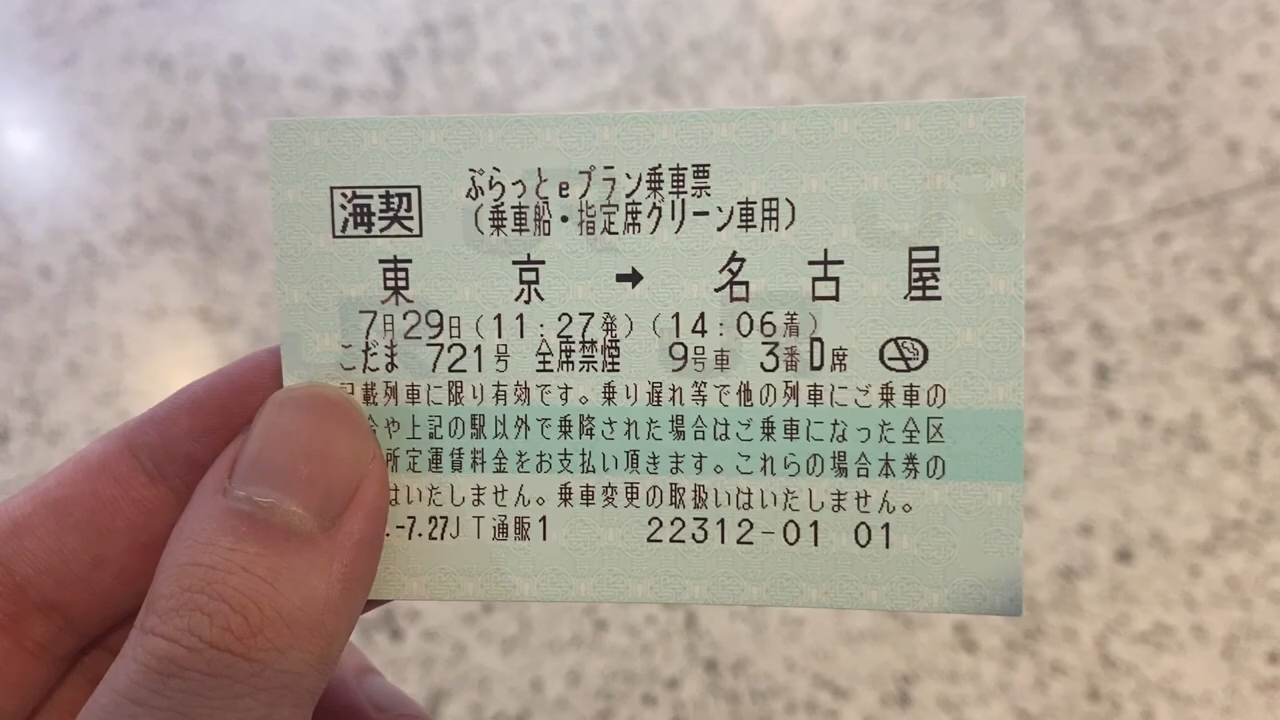 海契
ぷらっとeプラン乗車票
(乗車船・指定席グリーン車用)
東京→名古屋
7月29日(11:27発)(14:06着)
こだま 721号 全席禁煙 9号車 3番D席
記載列車に限り有効です。乗り遅れ等で他の列車にご乗車の
や上記の駅以外で乗降された場合はご乗車になった全区
所定運賃料金をお支払い頂きます。これらの場合本券の
はいたしません。乗車変更の取扱いはいたしません。
.-7.27JT通販1 22312-01 01